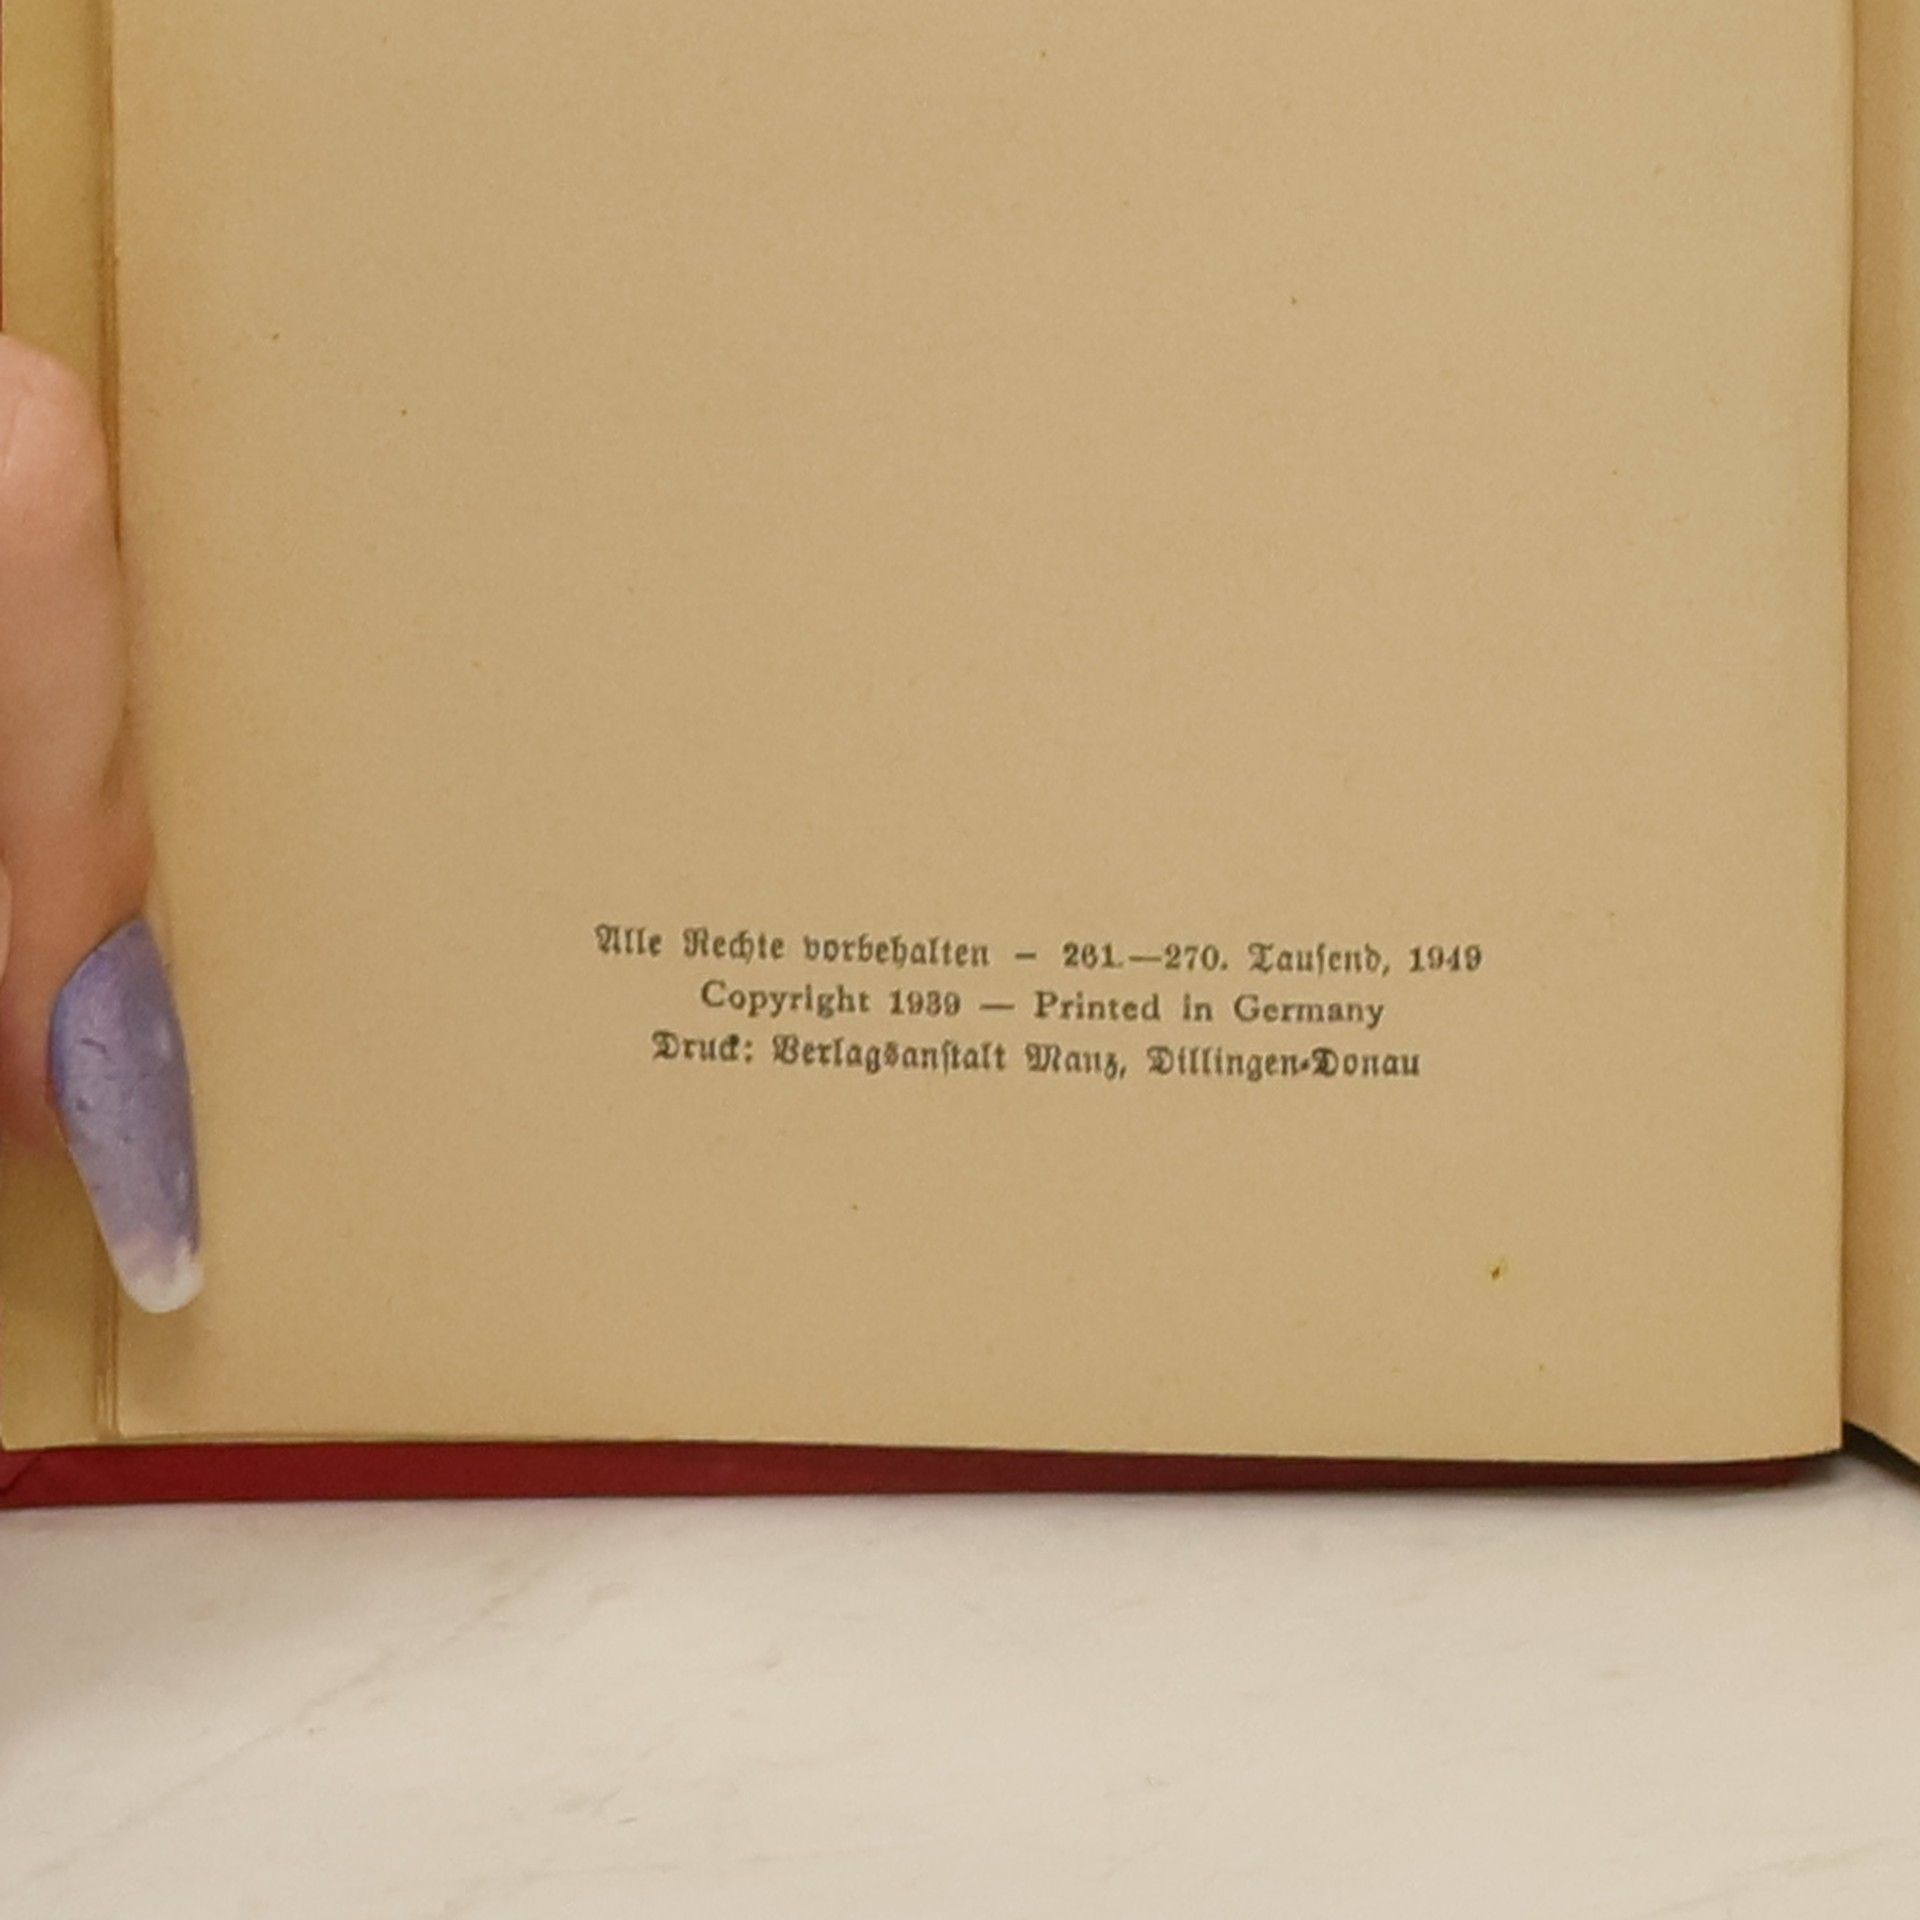 Alle Rechte vorbehalten – 261.—270. Tausend, 1949
Copyright 1939 — Printed in Germany
Druck: Verlagsanstalt Manz, Dillingen-Donau